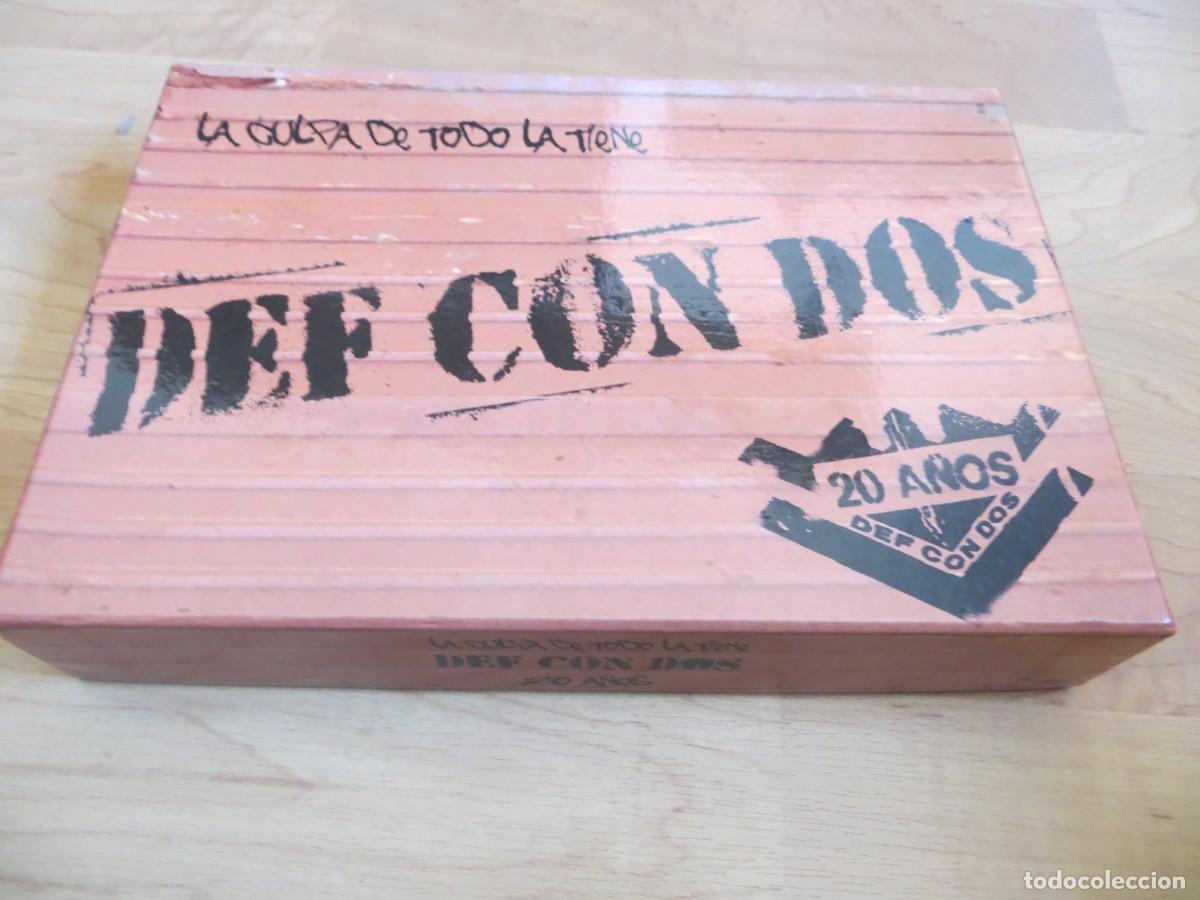 LA CULPA De TODO LA TieNe
DEF CON DOS
20 AÑOS
DEF CON DOS
LA CULPA De TODO LA TieNe
DEF CON DOS
20 AÑOS
todocoleccion